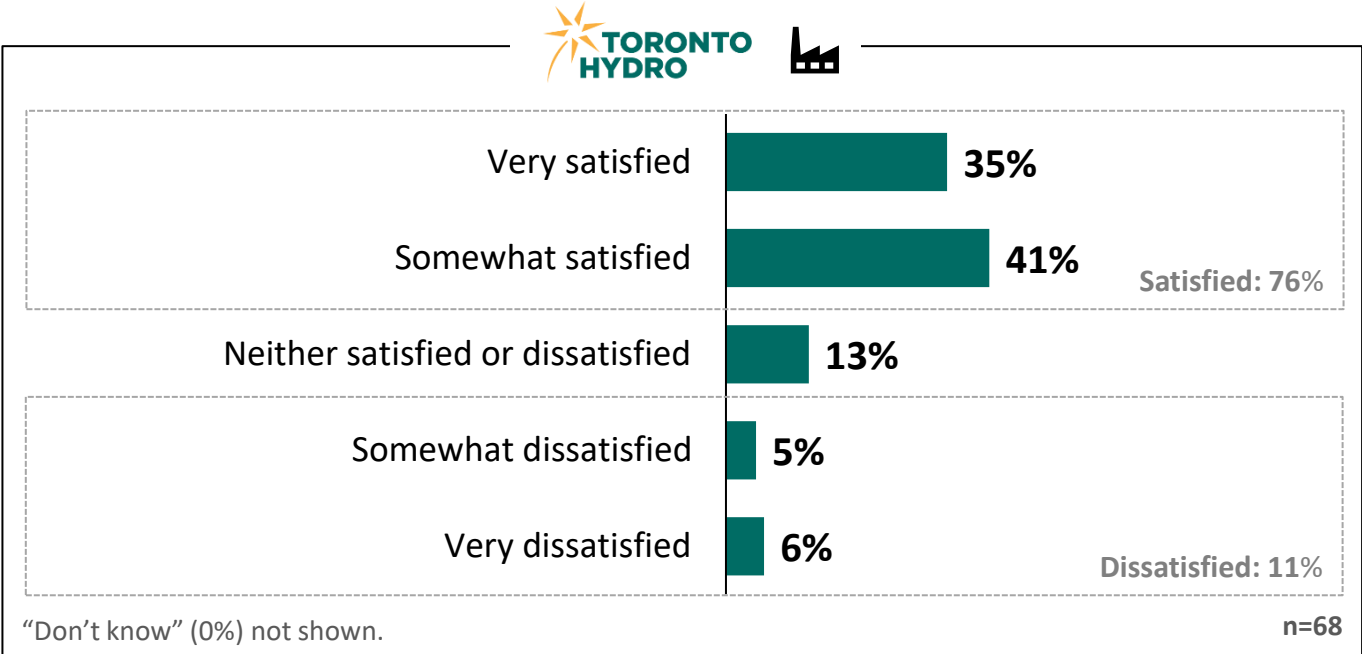 TORONTO
HYDRO
Very satisfied 35%
Somewhat satisfied 41%
Satisfied: 76%
Neither satisfied or dissatisfied 13%
Somewhat dissatisfied 5%
Very dissatisfied 6%
Dissatisfied: 11%
“Don’t know” (0%) not shown. n=68